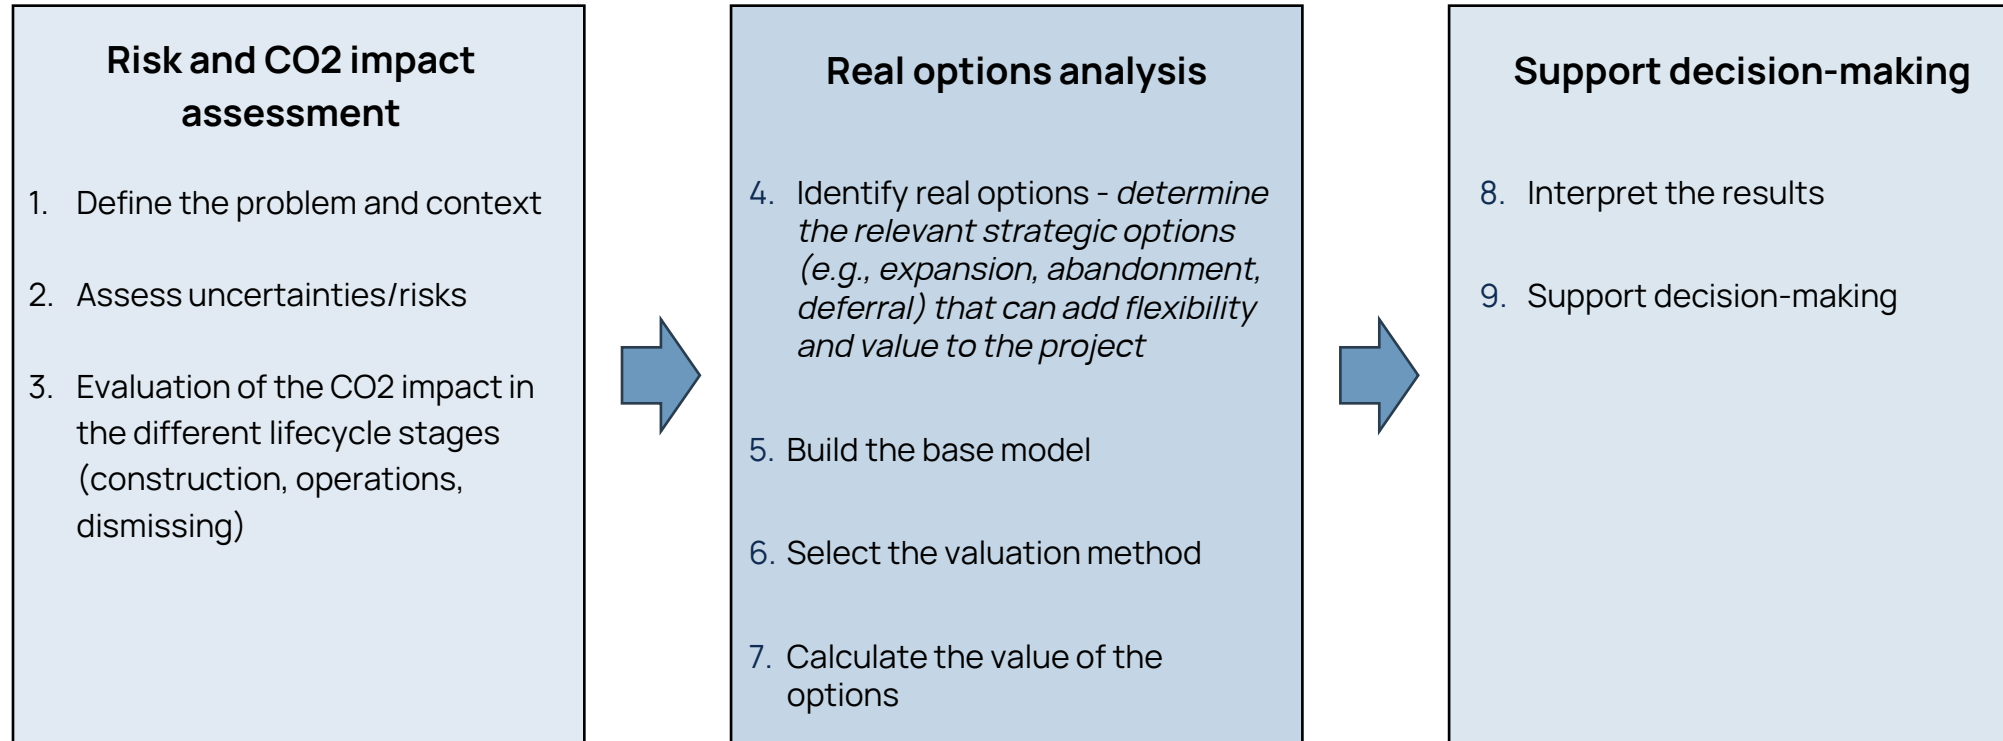 Risk and CO2 impact
assessment
1. Define the problem and context
2. Assess uncertainties/risks
3. Evaluation of the CO2 impact in
the different lifecycle stages
(construction, operations,
dismissing)
Real options analysis
4. Identify real options - determine
the relevant strategic options
(e.g., expansion, abandonment,
deferral) that can add flexibility
and value to the project
5. Build the base model
6. Select the valuation method
7. Calculate the value of the
options
Support decision-making
8. Interpret the results
9. Support decision-making